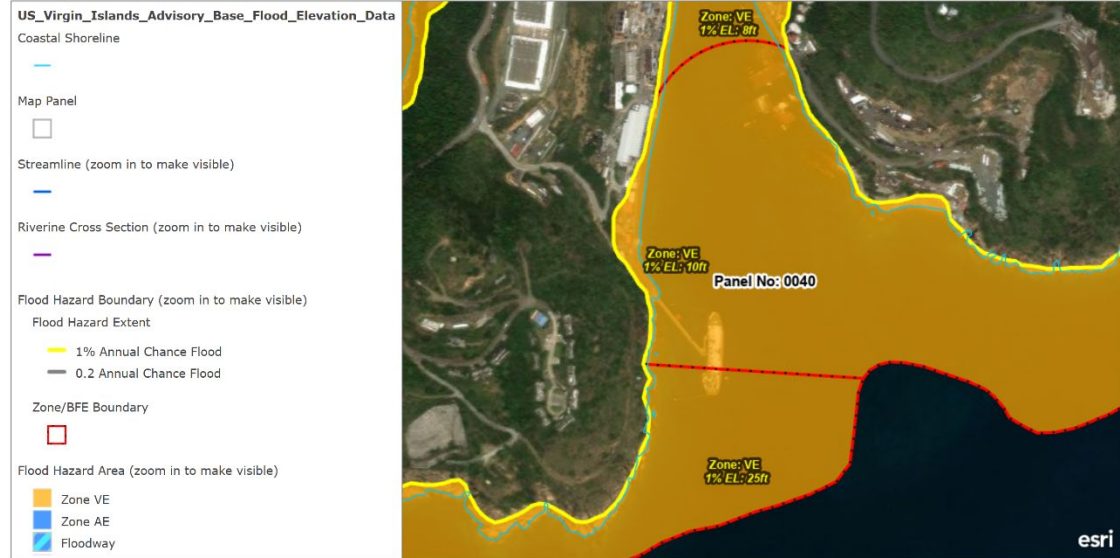 US_Virgin_Islands_Advisory_Base_Flood_Elevation_Data
Coastal Shoreline
Map Panel
Streamline (zoom in to make visible)
Riverine Cross Section (zoom in to make visible)
Flood Hazard Boundary (zoom in to make visible)
Flood Hazard Extent
1% Annual Chance Flood
0.2 Annual Chance Flood
Zone/BFE Boundary
Flood Hazard Area (zoom in to make visible)
Zone VE
Zone AE
Floodway
Zone: VE
1% EL: 8ft
Zone: VE
1% EL: 10ft
Panel No: 0040
Zone: VE
1% EL: 25ft
esri